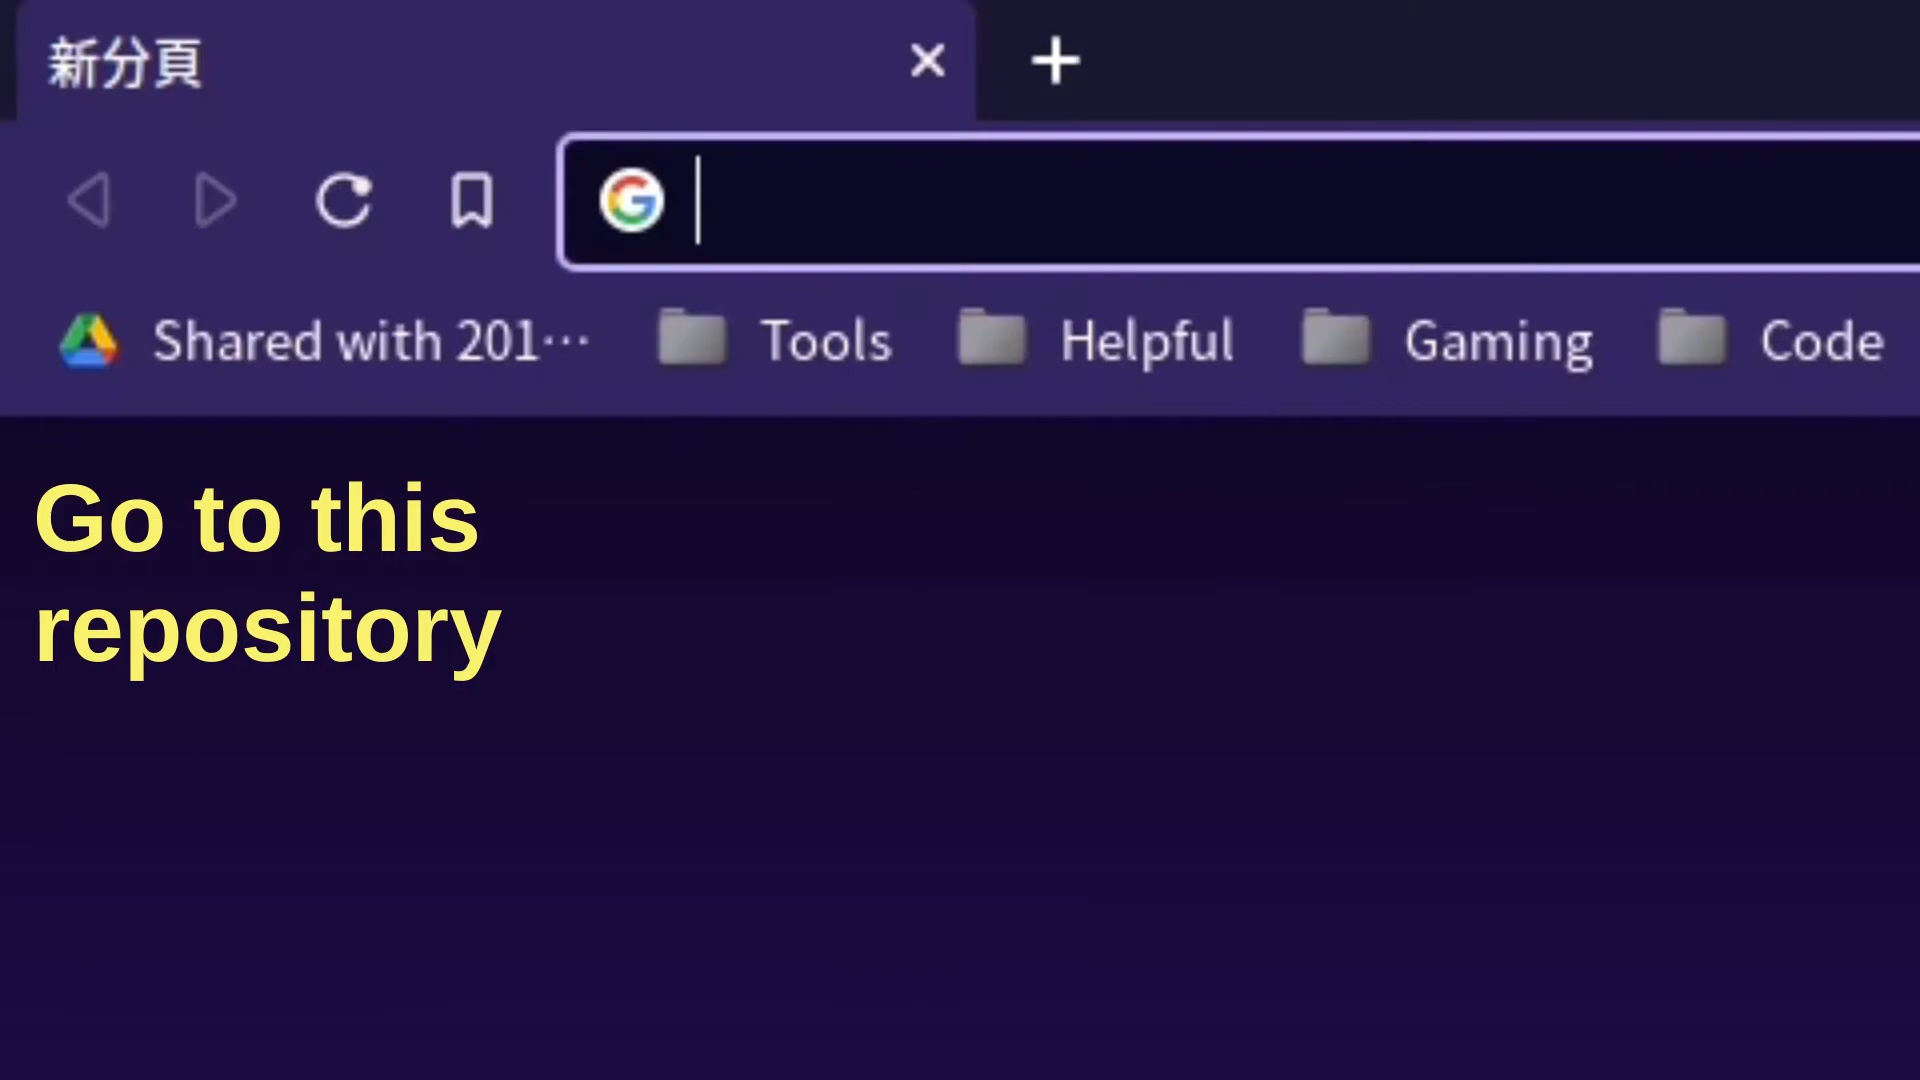 新分頁
Shared with 201… Tools Helpful Gaming Code
Go to this
repository